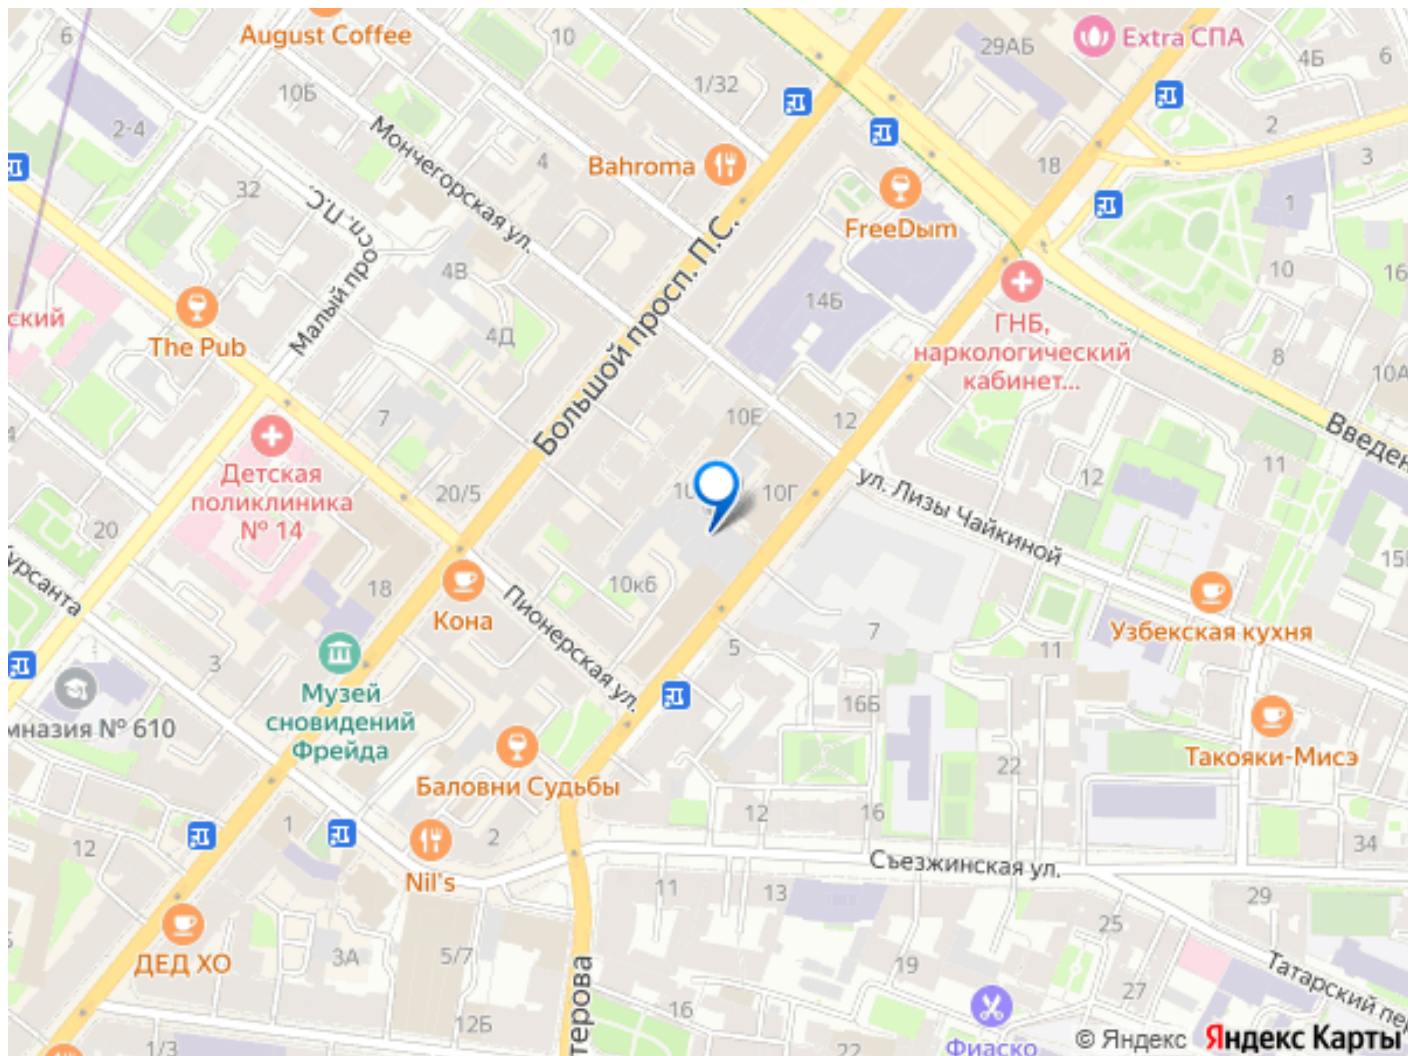 August Coffee
6
10
29АБ
Extra СПА
4Б
6
1/32
10Б
2-4
2
Мончегорская ул.
4
Bahroma
18
3
32
1
Малый просп. П.С.
FreeDыm
4В
10
16
14Б
Большой просп. П.С.
ский
The Pub
4Д
ГНБ,
наркологический
кабинет...
8
10А
7
10Е
12
Введен
Детская
поликлиника
№ 14
20/5
10Г
ул. Лизы Чайкиной
12
11
20
15
Курсанта
18
10к6
Кона
Пионерская ул.
7
Узбекская кухня
5
11
3
Музей
сновидений
Фрейда
мназия № 610
16Б
Такояки-Мисэ
22
Баловни Судьбы
12
16
1
2
34
12
Съезжинская ул.
Nil's
11
13
29
25
ДЕД ХО
3А
5/7
19
Татарский пер
27
терова
16
12Б
1/3
22
Фиаско
© Яндекс Яндекс Карты